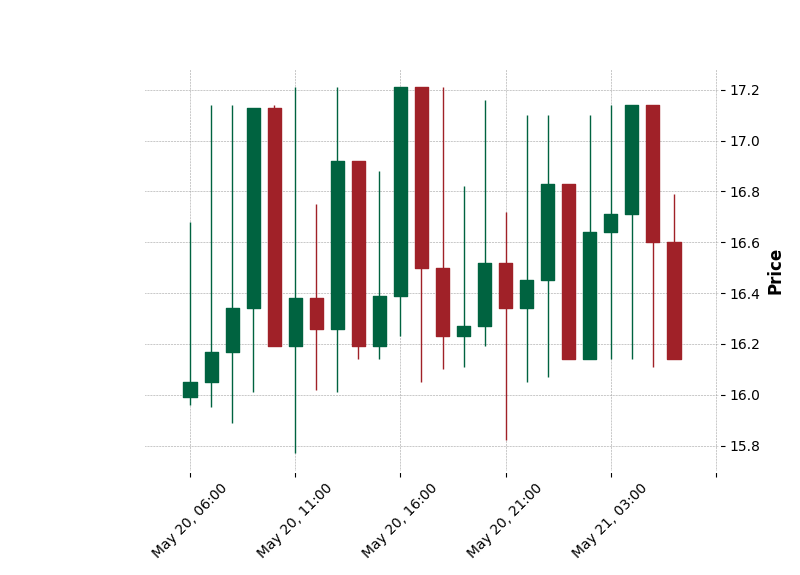 17.2
17.0
16.8
16.6
16.4
16.2
16.0
15.8
Price
May 20, 06:00
May 20, 11:00
May 20, 16:00
May 20, 21:00
May 21, 03:00